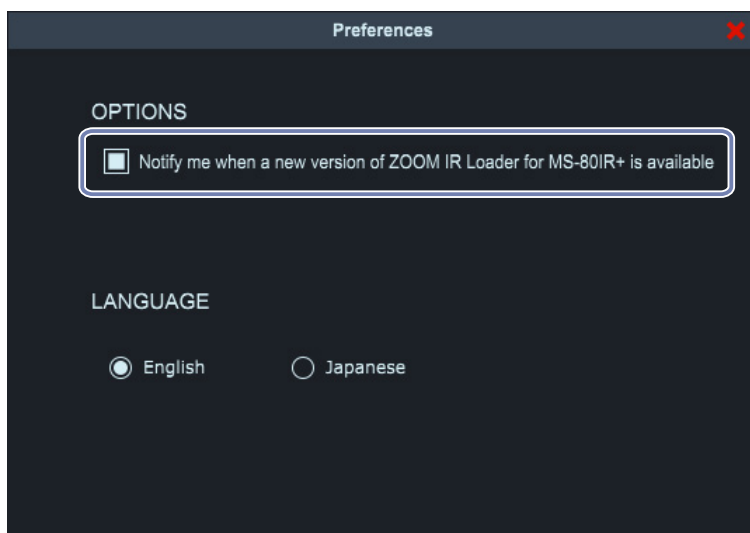 Preferences
OPTIONS
Notify me when a new version of ZOOM IR Loader for MS-80IR+ is available
LANGUAGE
English Japanese